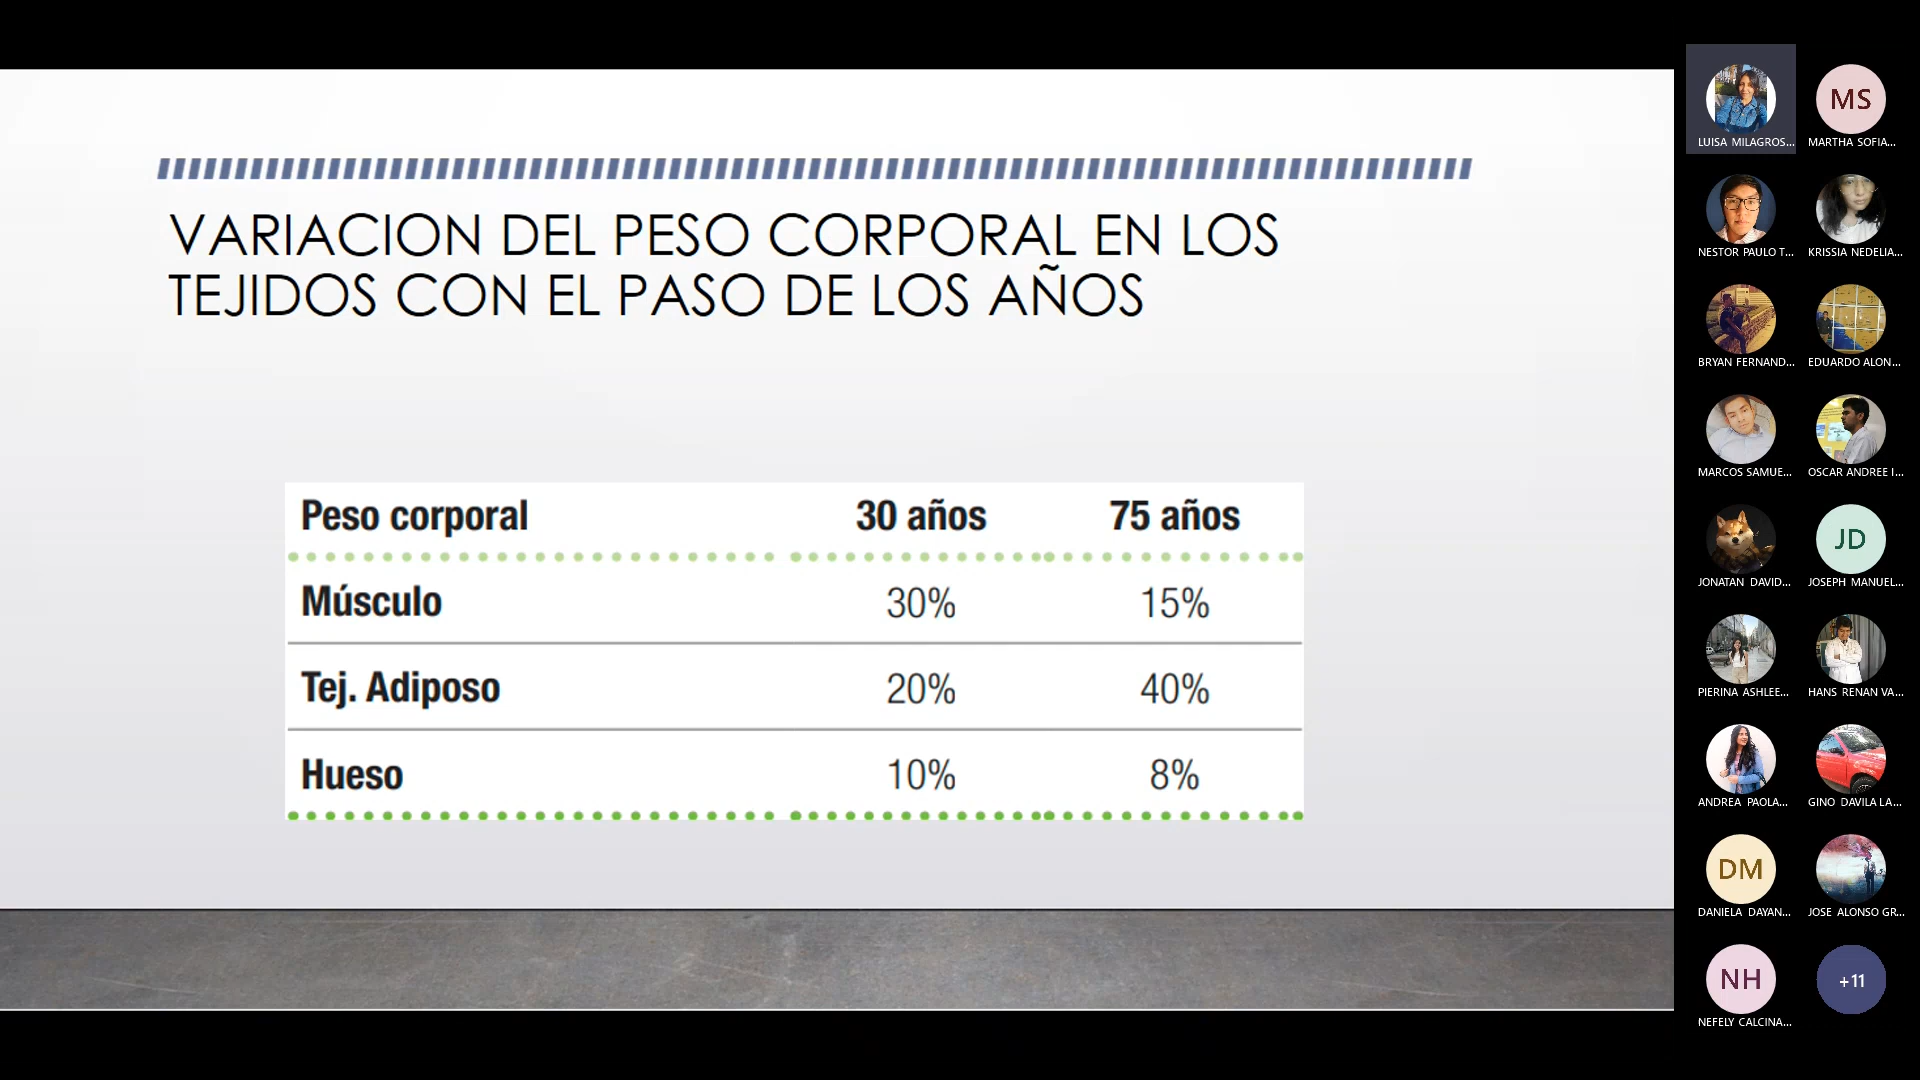 VARIACION DEL PESO CORPORAL EN LOS
TEJIDOS CON EL PASO DE LOS AÑOS
Peso corporal 30 años 75 años
Músculo 30% 15%
Tej. Adiposo 20% 40%
Hueso 10% 8%
LUISA MILAGROS...
MS
MARTHA SOFIA...
NESTOR PAULO T...
KRISSIA NEDELIA...
BRYAN FERNAND...
EDUARDO ALON...
MARCOS SAMUE...
OSCAR ANDREE I...
JONATAN DAVID...
JD
JOSEPH MANUEL...
PIERINA ASHLEE...
HANS RENAN VA...
ANDREA PAOLA...
GINO DAVILA LA...
DM
DANIELA DAYAN...
JOSE ALONSO GR...
NH
NEFELY CALCINA...
+11